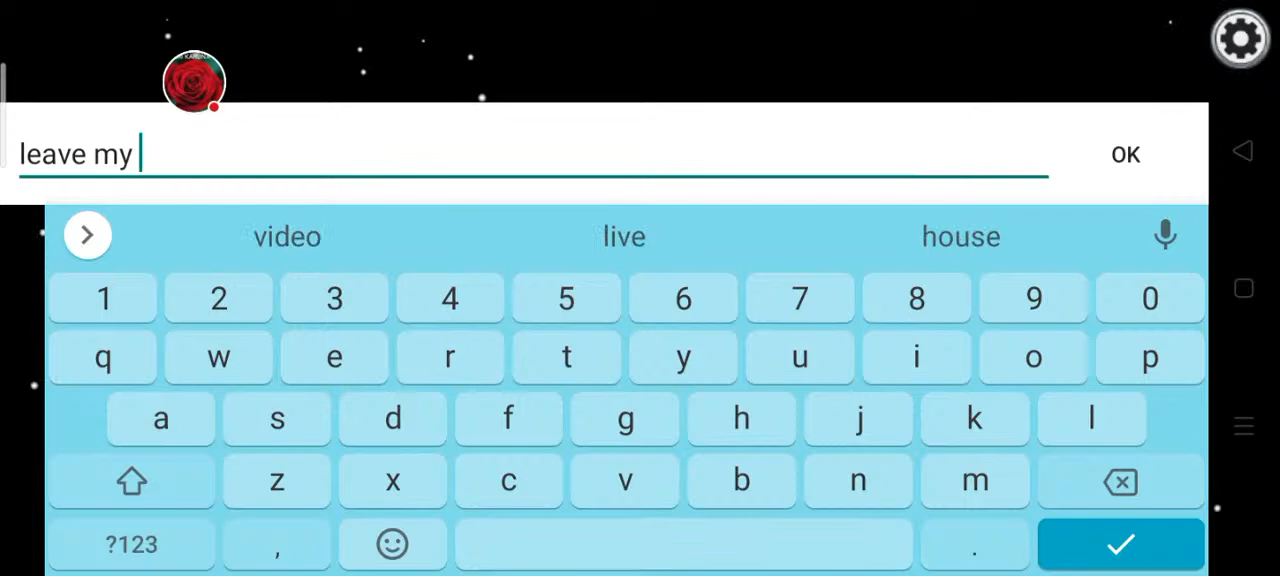 leave my
OK
video live house
1 2 3 4 5 6 7 8 9 0
q w e r t y u i o p
a s d f g h j k l
z x c v b n m
?123 , .